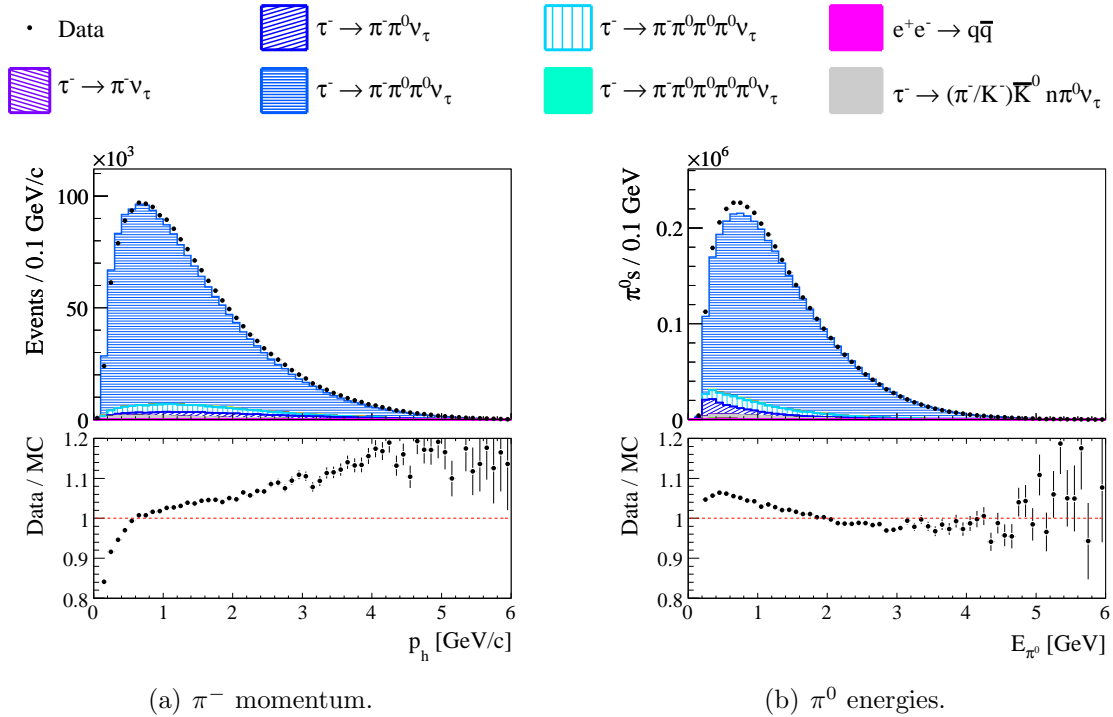 Data
τ⁻ → π⁻π⁰ν_τ
τ⁻ → π⁻π⁰π⁰π⁰ν_τ
e⁺e⁻ → qq̅
τ⁻ → π⁻ν_τ
τ⁻ → π⁻π⁰π⁰ν_τ
τ⁻ → π⁻π⁰π⁰π⁰π⁰ν_τ
τ⁻ → (π⁻/K⁻)K̅⁰ nπ⁰ν_τ
×10³
Events / 0.1 GeV/c
100
50
0
Data / MC
1.2
1.1
1
0.9
0.8
0 1 2 3 4 5 6
p_h [GeV/c]
(a) π⁻ momentum.
×10⁶
π⁰s / 0.1 GeV
0.2
0.1
0
Data / MC
1.2
1.1
1
0.9
0.8
0 1 2 3 4 5 6
E_π⁰ [GeV]
(b) π⁰ energies.